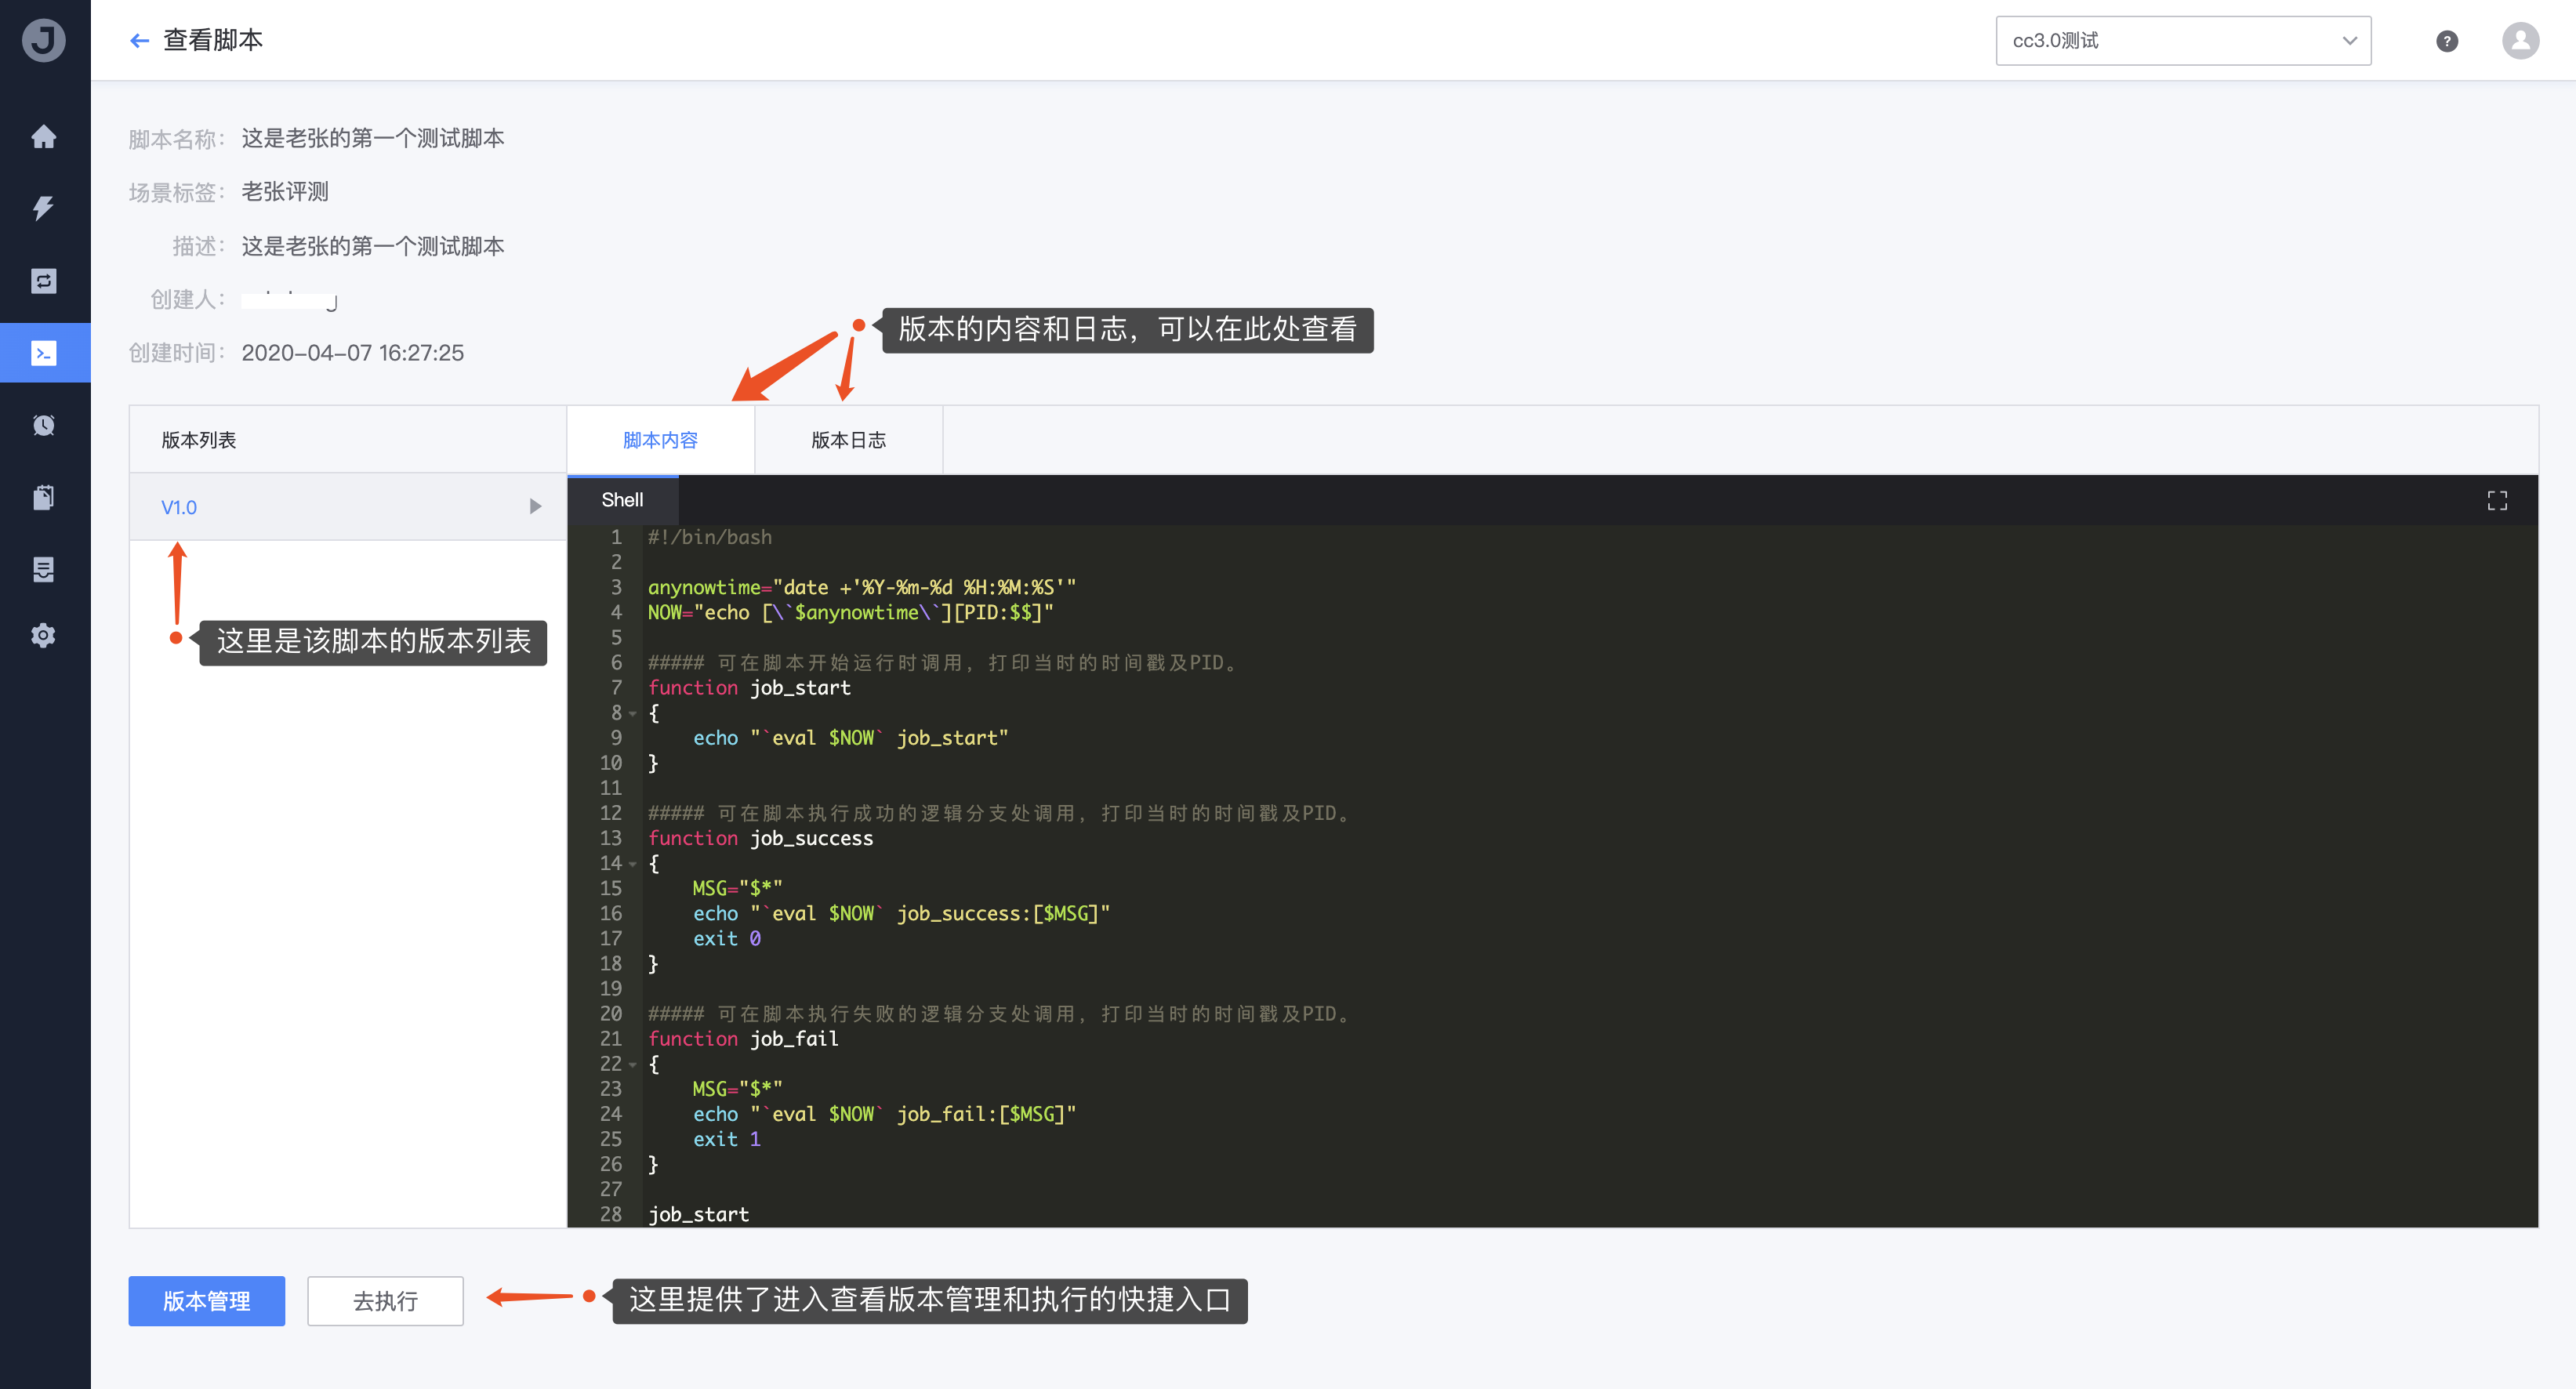 J
查看脚本
cc3.0测试
?
脚本名称： 这是老张的第一个测试脚本
场景标签： 老张评测
描述： 这是老张的第一个测试脚本
创建人：
创建时间： 2020-04-07 16:27:25
版本的内容和日志，可以在此处查看
版本列表
脚本内容
版本日志
V1.0
这里是该脚本的版本列表
Shell
1 #!/bin/bash
2
3 anynowtime="date +'%Y-%m-%d %H:%M:%S'"
4 NOW="echo [\`$anynowtime\`][PID:$$]"
5
6 ##### 可在脚本开始运行时调用，打印当时的时间戳及PID。
7 function job_start
8 {
9     echo "`eval $NOW` job_start"
10 }
11
12 ##### 可在脚本执行成功的逻辑分支处调用，打印当时的时间戳及PID。
13 function job_success
14 {
15     MSG="$*"
16     echo "`eval $NOW` job_success:[$MSG]"
17     exit 0
18 }
19
20 ##### 可在脚本执行失败的逻辑分支处调用，打印当时的时间戳及PID。
21 function job_fail
22 {
23     MSG="$*"
24     echo "`eval $NOW` job_fail:[$MSG]"
25     exit 1
26 }
27
28 job_start
版本管理
去执行
这里提供了进入查看版本管理和执行的快捷入口